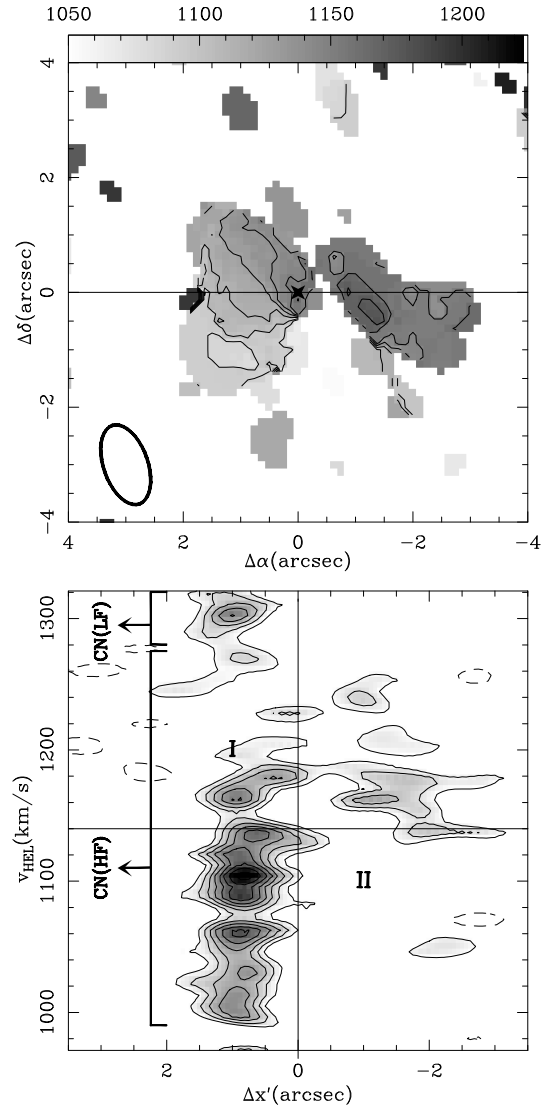 1050 1100 1150 1200
4
2
0
−2
−4
Δδ(arcsec)
4 2 0 −2 −4
Δα(arcsec)
1300
1200
1100
1000
v_HEL(km/s)
CN(LF)
CN(HF)
I
II
2 0 −2
Δx'(arcsec)